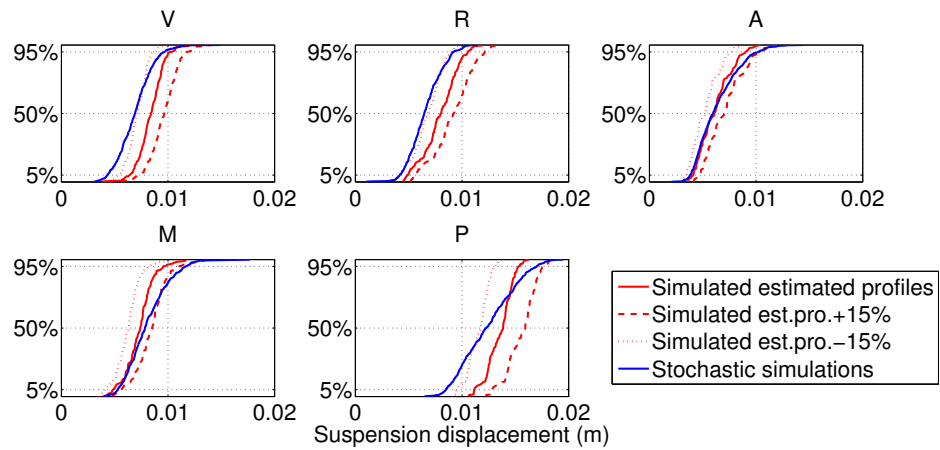 V R A
95% 95% 95%
50% 50% 50%
5% 5% 5%
0 0.01 0.02 0 0.01 0.02 0 0.01 0.02
M P
95% 95%
50% 50%
5% 5%
0 0.01 0.02 0 0.01 0.02
Suspension displacement (m)
Simulated estimated profiles
Simulated est.pro.+15%
Simulated est.pro.−15%
Stochastic simulations